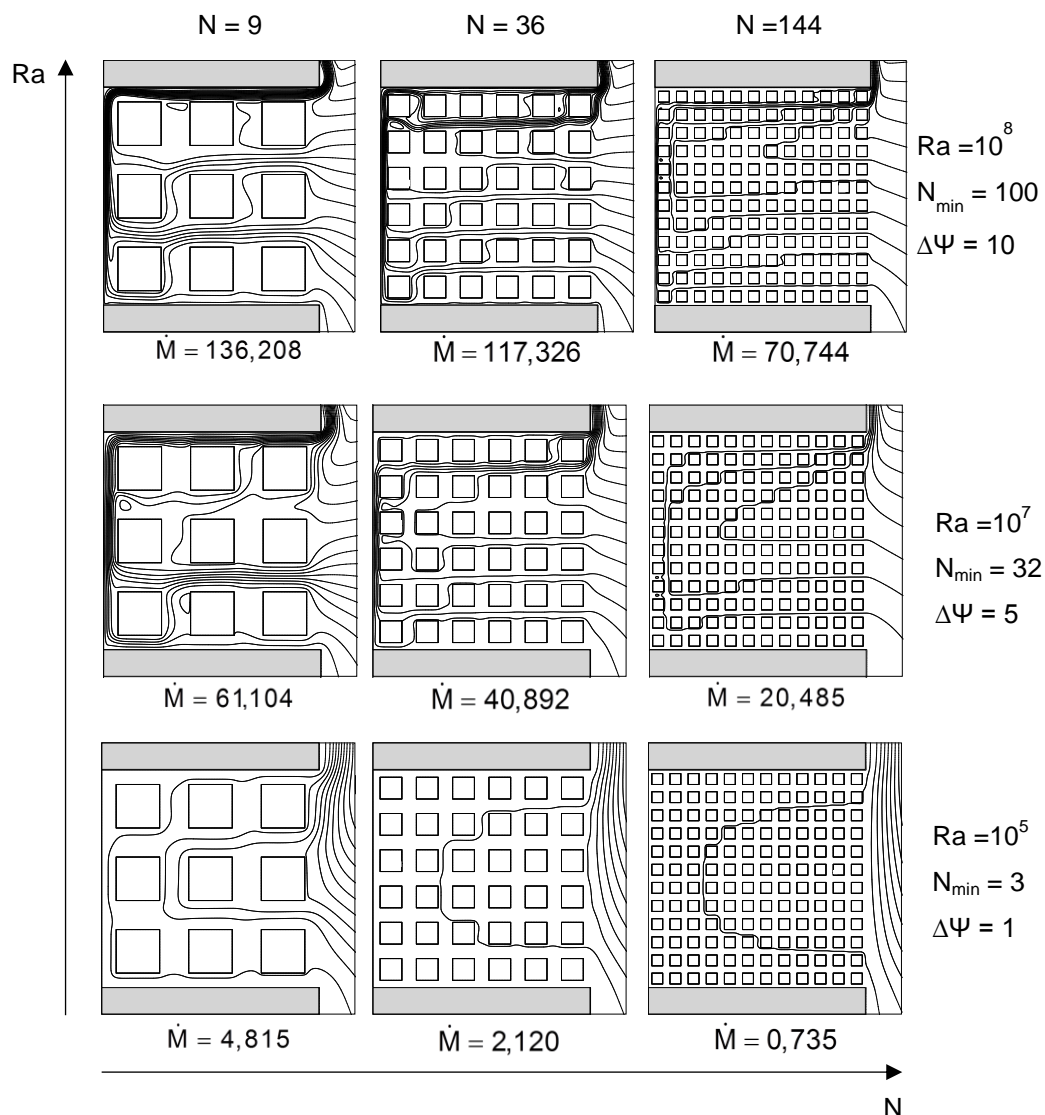 N = 9 N = 36 N =144
Ra
Ra =10^8
N_min = 100
ΔΨ = 10
Ṁ = 136,208 Ṁ = 117,326 Ṁ = 70,744
Ra =10^7
N_min = 32
ΔΨ = 5
Ṁ = 61,104 Ṁ = 40,892 Ṁ = 20,485
Ra =10^5
N_min = 3
ΔΨ = 1
Ṁ = 4,815 Ṁ = 2,120 Ṁ = 0,735
N